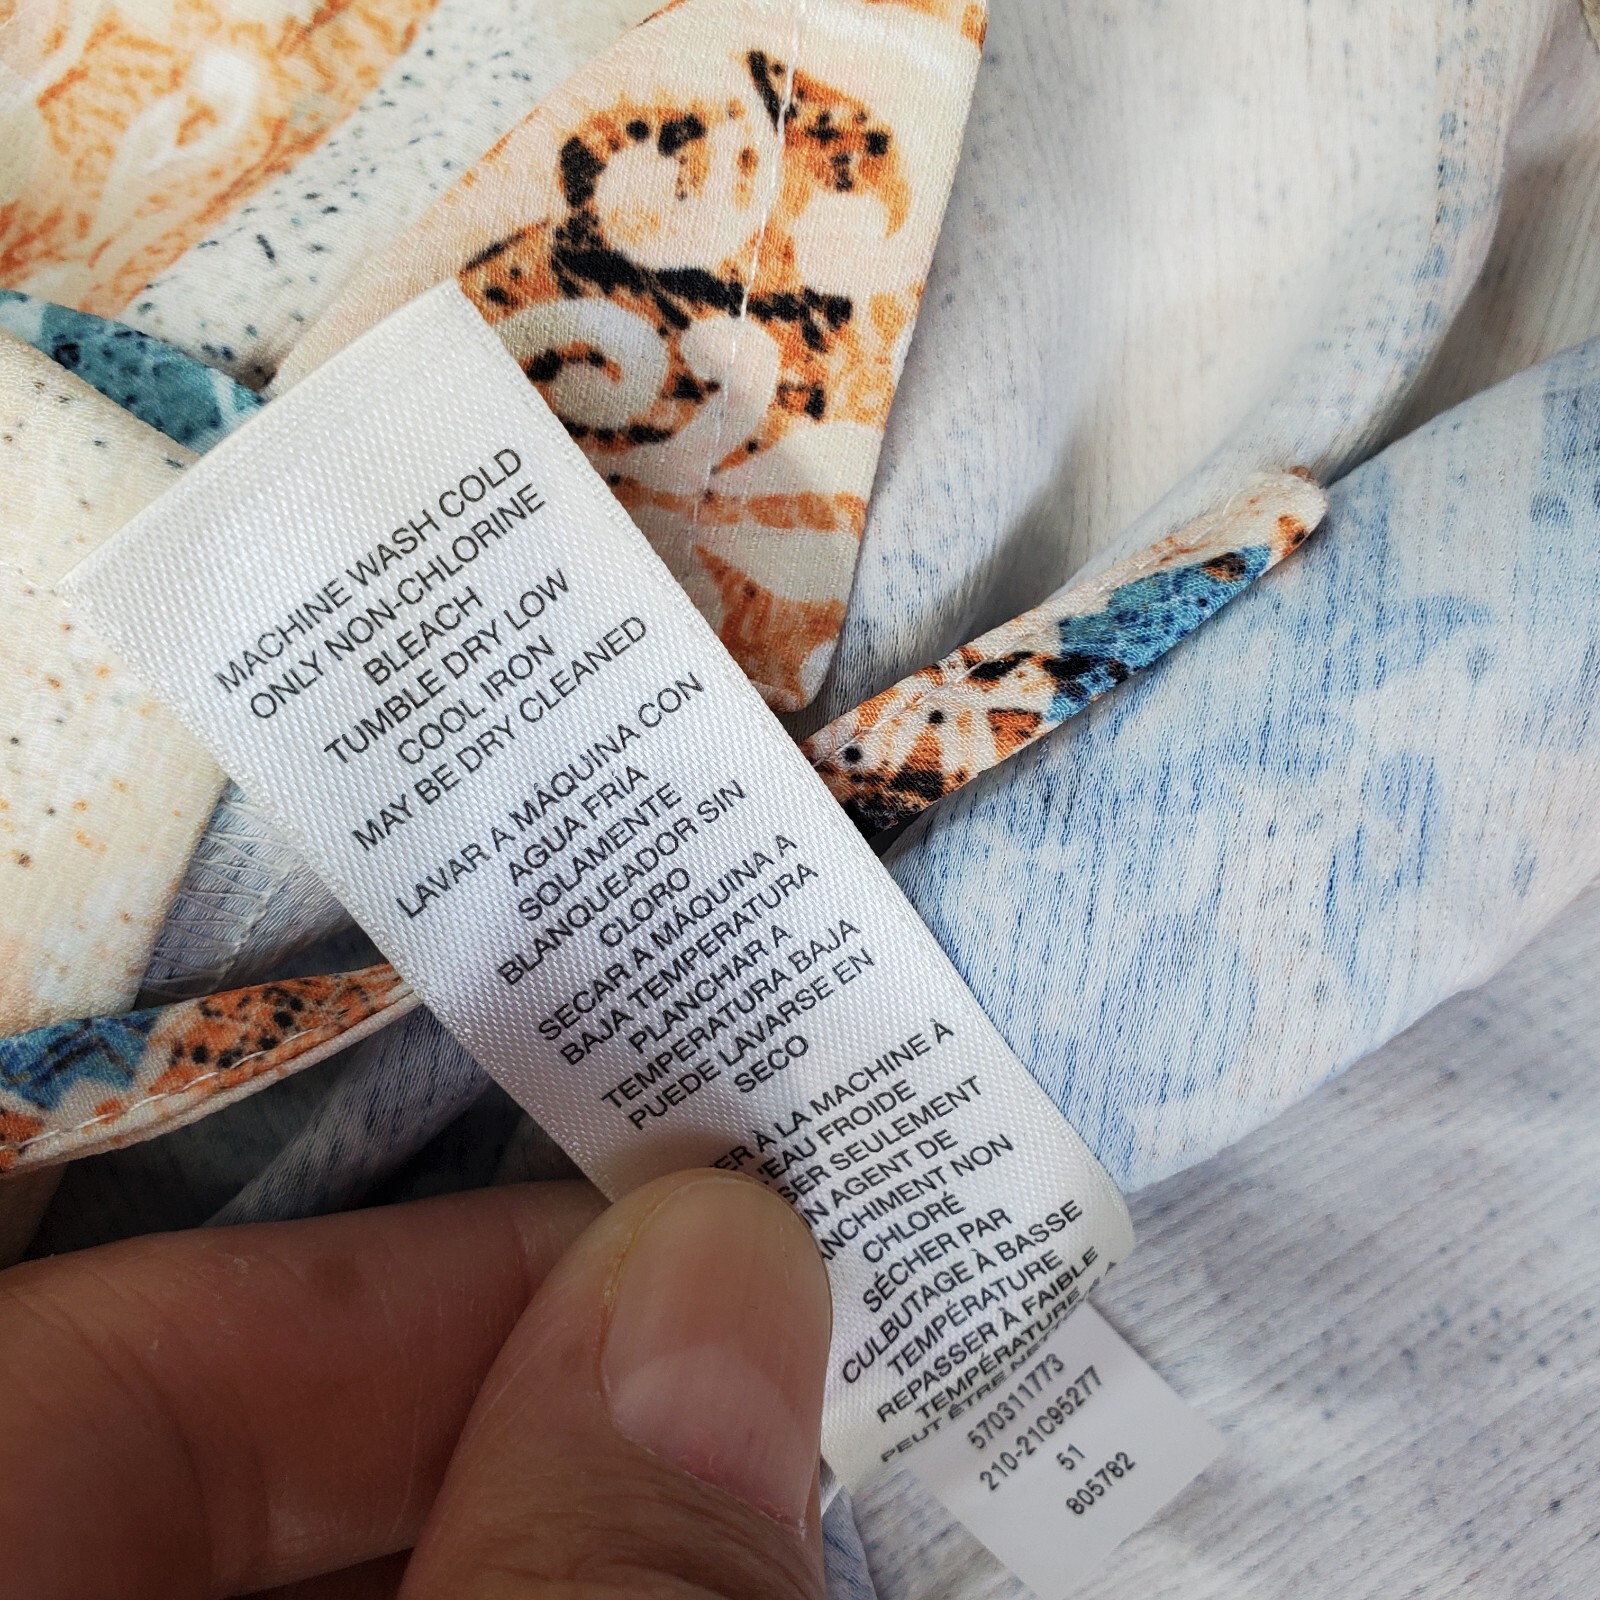 MACHINE WASH COLD
ONLY NON-CHLORINE
BLEACH
TUMBLE DRY LOW
COOL IRON
MAY BE DRY CLEANED
LAVAR A MÁQUINA CON
AGUA FRÍA
SOLAMENTE
BLANQUEADOR SIN
CLORO
SECAR A MÁQUINA A
BAJA TEMPERATURA
PLANCHAR A
TEMPERATURA BAJA
PUEDE LAVARSE EN
SECO
À LA MACHINE À
FROIDE
SEULEMENT
AGENT DE
NON
CHLORÉ
SÉCHER PAR
CULBUTAGE À BASSE
TEMPÉRATURE
REPASSER À FAIBLE
TEMPÉRATURE
PEUT ÊTRE
570311773
210-21C95277
51
805782